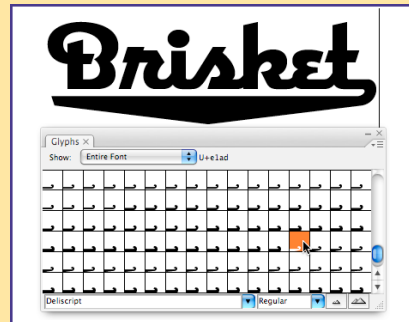 Brisket
Glyphs ×
Show: Entire Font U+e1ad
Deliscript Regular